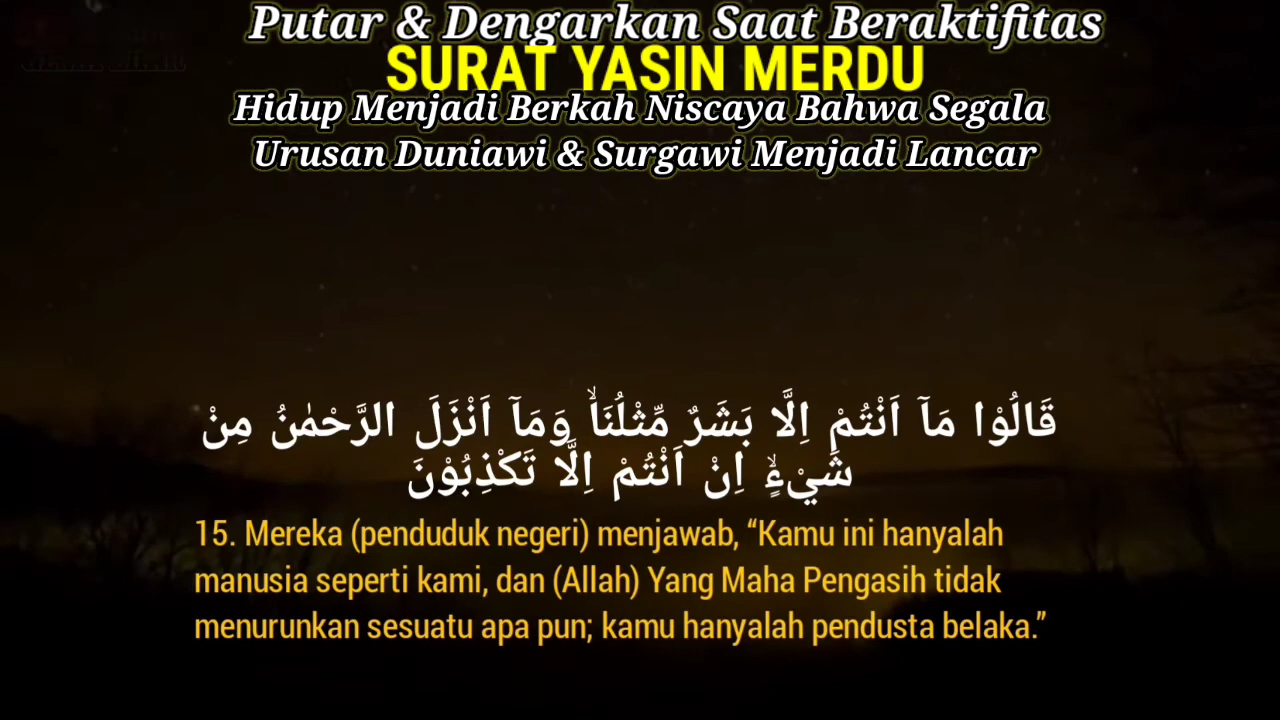 Putar & Dengarkan Saat Beraktifitas
SURAT YASIN MERDU
Hidup Menjadi Berkah Niscaya Bahwa Segala
Urusan Duniawi & Surgawi Menjadi Lancar
قَالُوْا مَآ اَنْتُمْ اِلَّا بَشَرٌ مِّثْلُنَاۙ وَمَآ اَنْزَلَ الرَّحْمٰنُ مِنْ
شَيْءٍۙ اِنْ اَنْتُمْ اِلَّا تَكْذِبُوْنَ
15. Mereka (penduduk negeri) menjawab, “Kamu ini hanyalah
manusia seperti kami, dan (Allah) Yang Maha Pengasih tidak
menurunkan sesuatu apa pun; kamu hanyalah pendusta belaka.”